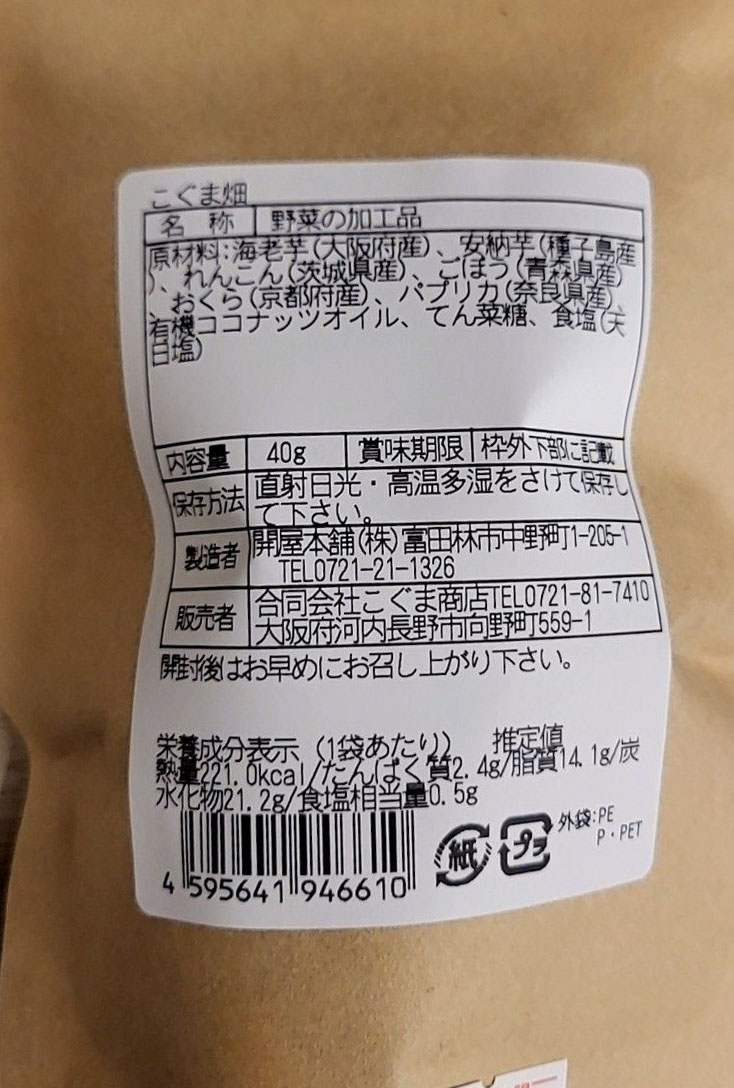 こぐま畑
名 称 野菜の加工品
原材料:海老芋(大阪府産)、安納芋(種子島産
)、れんこん(茨城県産)、ごぼう(青森県産)
、おくら(京都府産)、パプリカ(奈良県産)、
有機ココナッツオイル、てん菜糖、食塩(天
日塩)
内容量 40g 賞味期限 枠外下部に記載
保存方法 直射日光・高温多湿をさけて保存し
て下さい。
製造者 開屋本舗(株)富田林市中野町1-205-1
TEL0721-21-1326
販売者 合同会社こぐま商店TEL0721-81-7410
大阪府河内長野市向野町559-1
開封後はお早めにお召し上がり下さい。
栄養成分表示(1袋あたり) 推定値
熱量221.0kcal/たんぱく質2.4g/脂質14.1g/炭
水化物21.2g/食塩相当量0.5g
紙 プラ 外袋:PE
P・PET
4 595641 946610